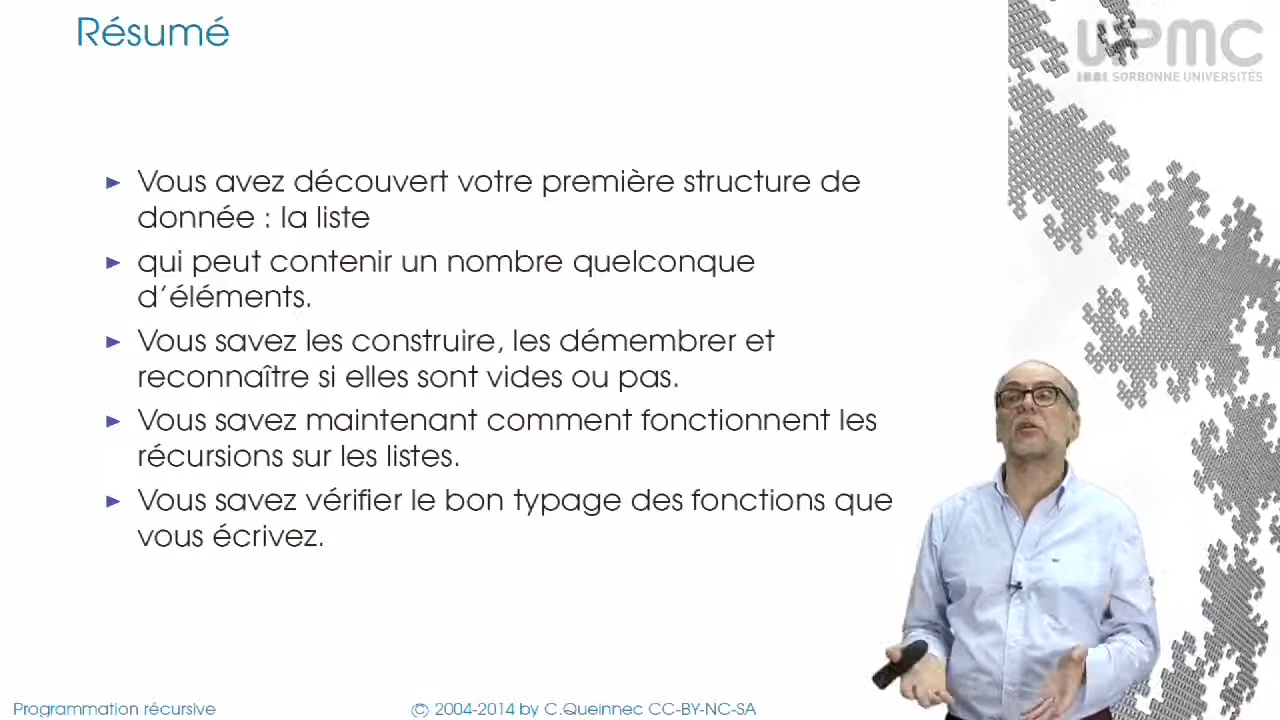 Résumé
UPMC
SORBONNE UNIVERSITÉS
► Vous avez découvert votre première structure de
donnée : la liste
► qui peut contenir un nombre quelconque
d'éléments.
► Vous savez les construire, les démembrer et
reconnaître si elles sont vides ou pas.
► Vous savez maintenant comment fonctionnent les
récursions sur les listes.
► Vous savez vérifier le bon typage des fonctions que
vous écrivez.
Programmation récursive
© 2004-2014 by C.Queinnec CC-BY-NC-SA